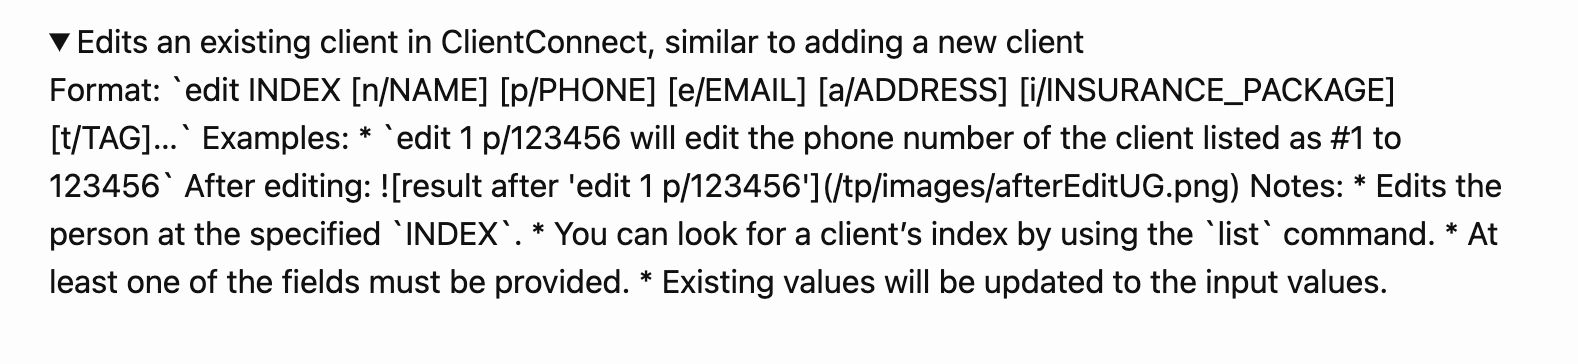 ▼ Edits an existing client in ClientConnect, similar to adding a new client
Format: `edit INDEX [n/NAME] [p/PHONE] [e/EMAIL] [a/ADDRESS] [i/INSURANCE_PACKAGE]
[t/TAG]…` Examples: * `edit 1 p/123456 will edit the phone number of the client listed as #1 to
123456` After editing: ![result after 'edit 1 p/123456'](/tp/images/afterEditUG.png) Notes: * Edits the
person at the specified `INDEX`. * You can look for a client’s index by using the `list` command. * At
least one of the fields must be provided. * Existing values will be updated to the input values.